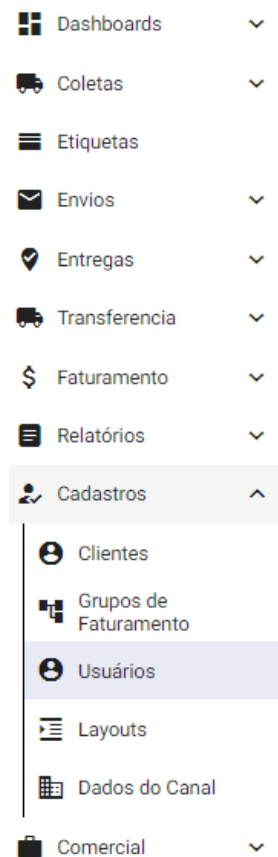 Dashboards
Coletas
Etiquetas
Envios
Entregas
Transferencia
Faturamento
Relatórios
Cadastros
Clientes
Grupos de
Faturamento
Usuários
Layouts
Dados do Canal
Comercial